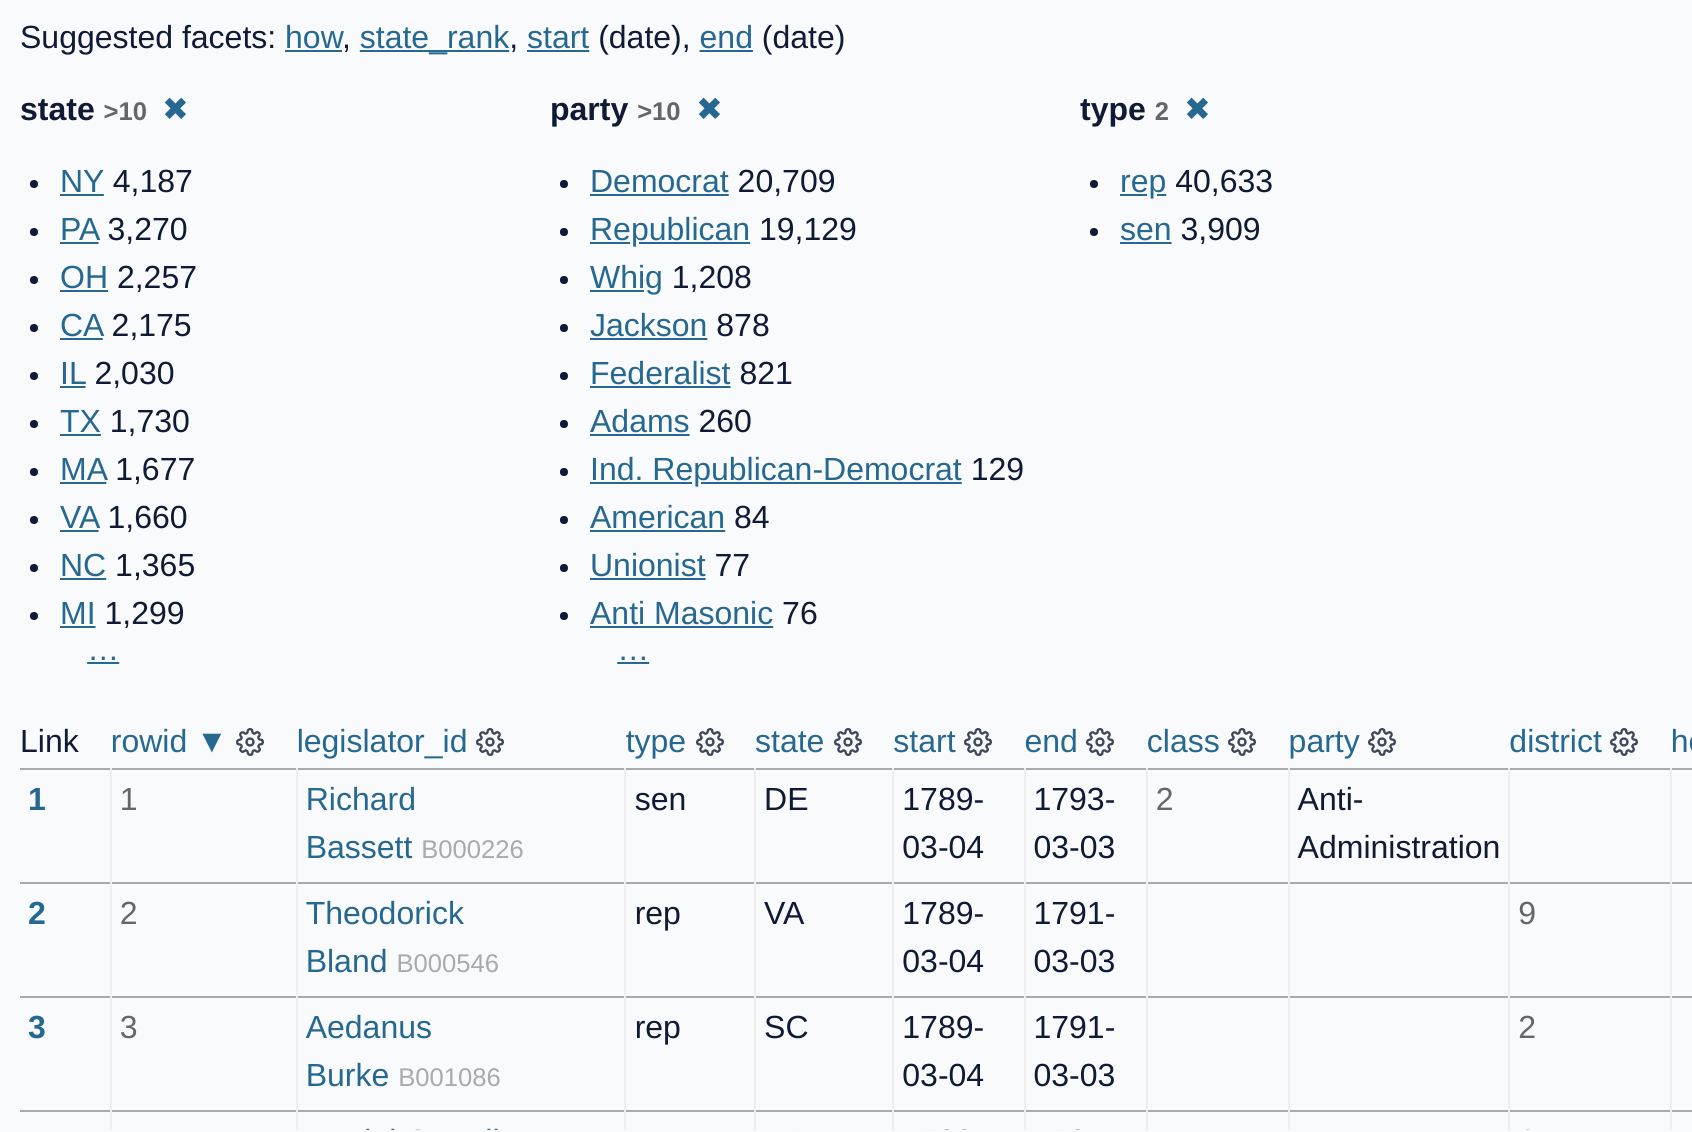 Suggested facets: how, state_rank, start (date), end (date)
state >10 ✖
NY 4,187
PA 3,270
OH 2,257
CA 2,175
IL 2,030
TX 1,730
MA 1,677
VA 1,660
NC 1,365
MI 1,299
...
party >10 ✖
Democrat 20,709
Republican 19,129
Whig 1,208
Jackson 878
Federalist 821
Adams 260
Ind. Republican-Democrat 129
American 84
Unionist 77
Anti Masonic 76
...
type 2 ✖
rep 40,633
sen 3,909
Link rowid ▼ legislator_id type state start end class party district
1 1 Richard sen DE 1789- 1793- 2 Anti-
Bassett B000226 03-04 03-03 Administration
2 2 Theodorick rep VA 1789- 1791- 9
Bland B000546 03-04 03-03
3 3 Aedanus rep SC 1789- 1791- 2
Burke B001086 03-04 03-03